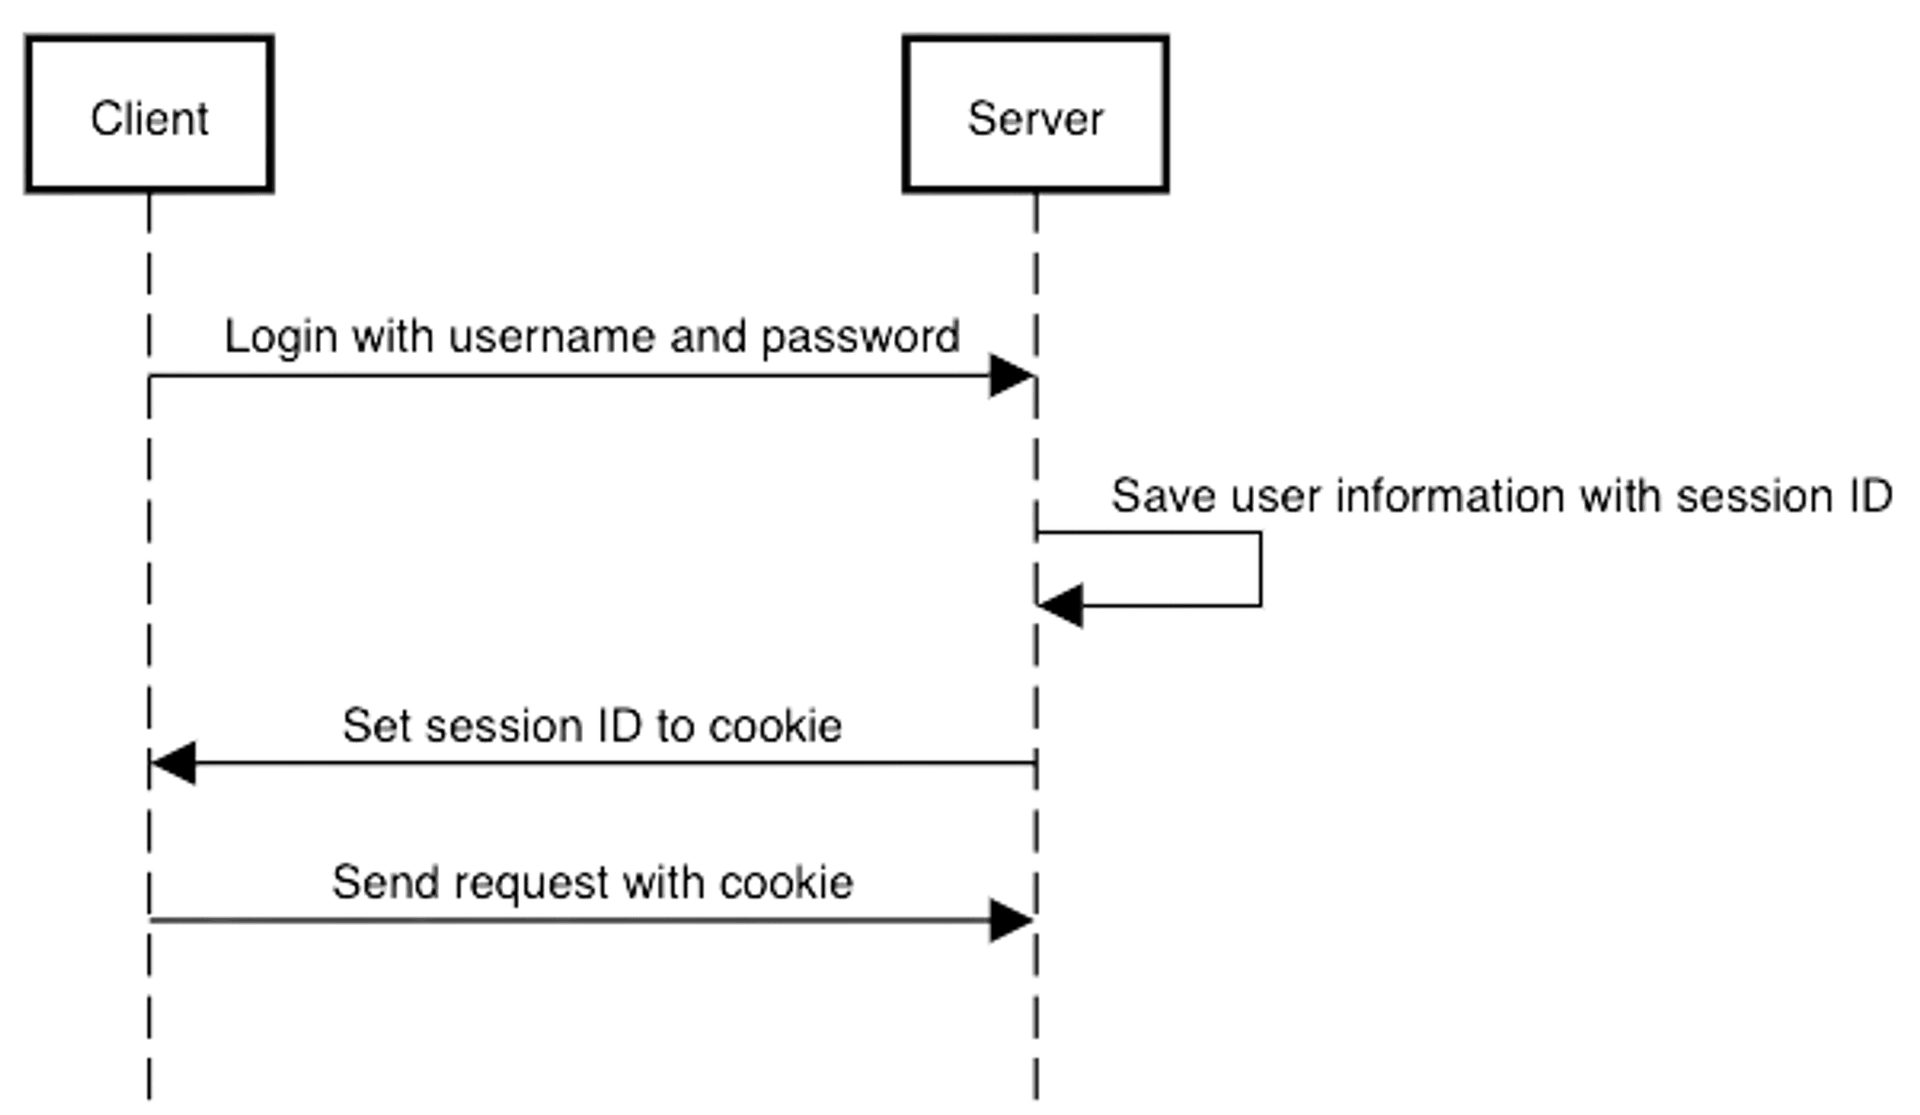 Client
Server
Login with username and password
Save user information with session ID
Set session ID to cookie
Send request with cookie